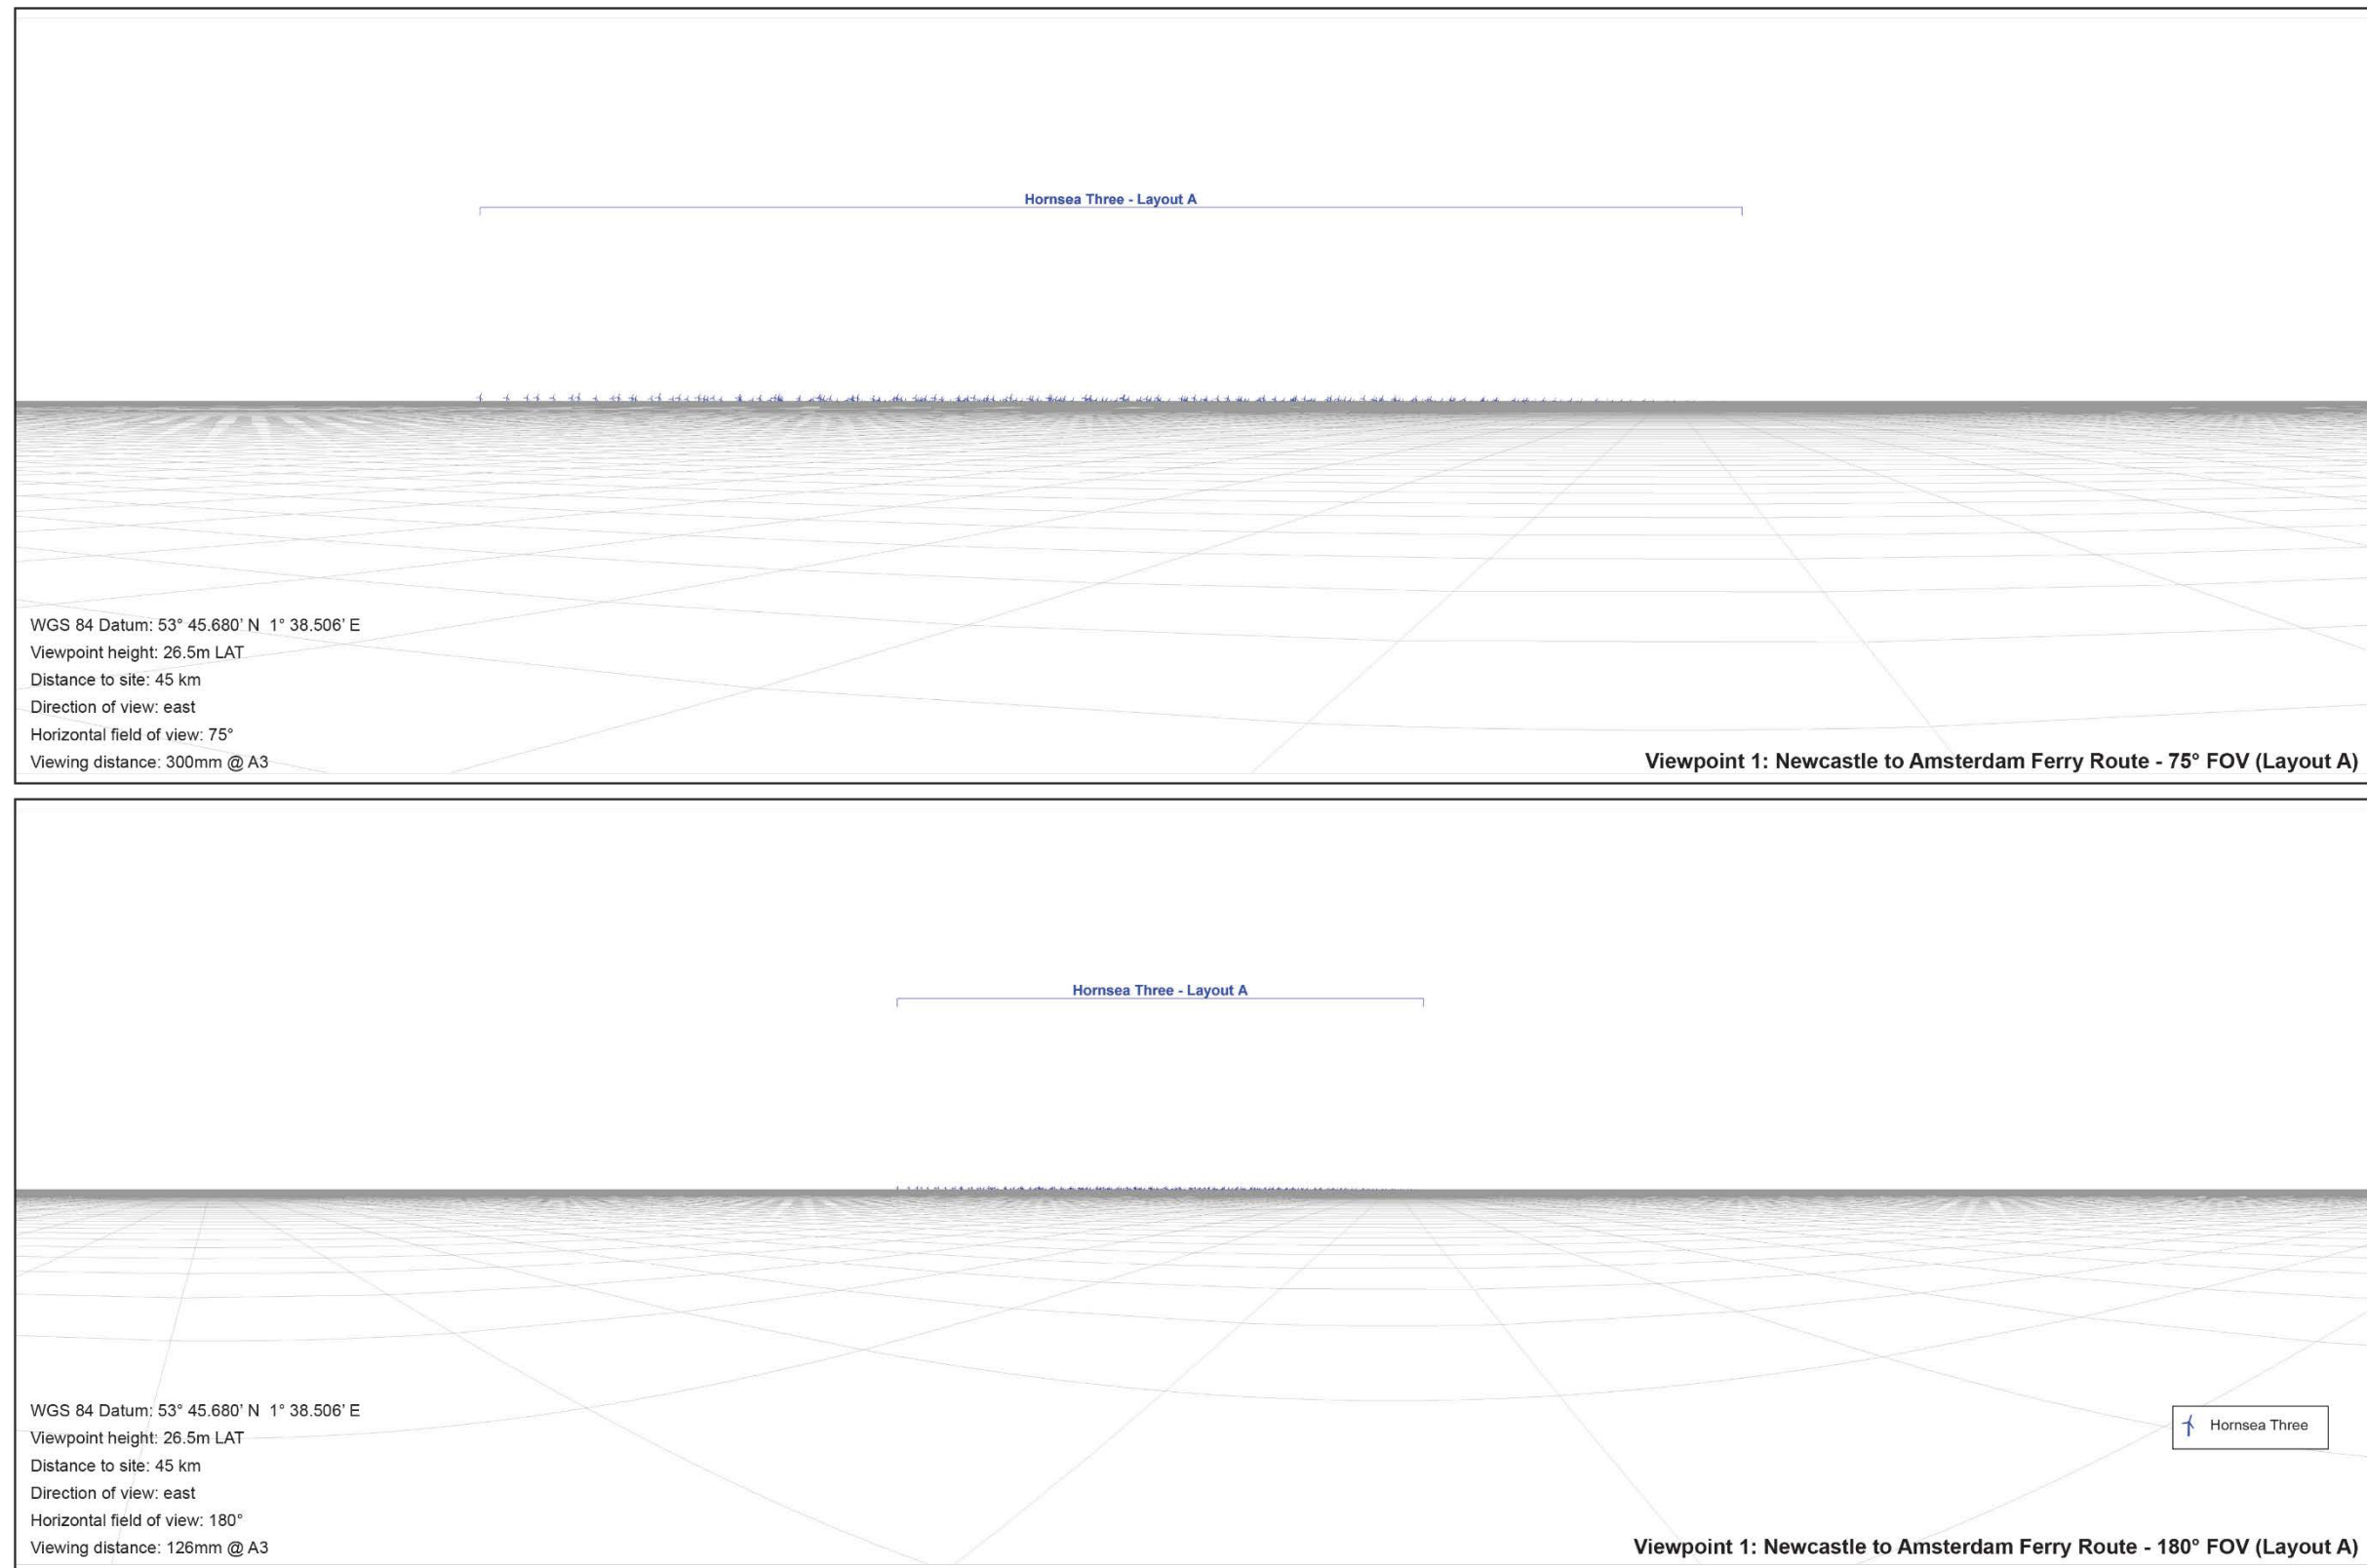 Hornsea Three - Layout A
WGS 84 Datum: 53° 45.680’ N  1° 38.506’ E
Viewpoint height: 26.5m LAT
Distance to site: 45 km
Direction of view: east
Horizontal field of view: 75°
Viewing distance: 300mm @ A3
Viewpoint 1: Newcastle to Amsterdam Ferry Route - 75° FOV (Layout A)
Hornsea Three - Layout A
WGS 84 Datum: 53° 45.680’ N  1° 38.506’ E
Viewpoint height: 26.5m LAT
Distance to site: 45 km
Direction of view: east
Horizontal field of view: 180°
Viewing distance: 126mm @ A3
Hornsea Three
Viewpoint 1: Newcastle to Amsterdam Ferry Route - 180° FOV (Layout A)